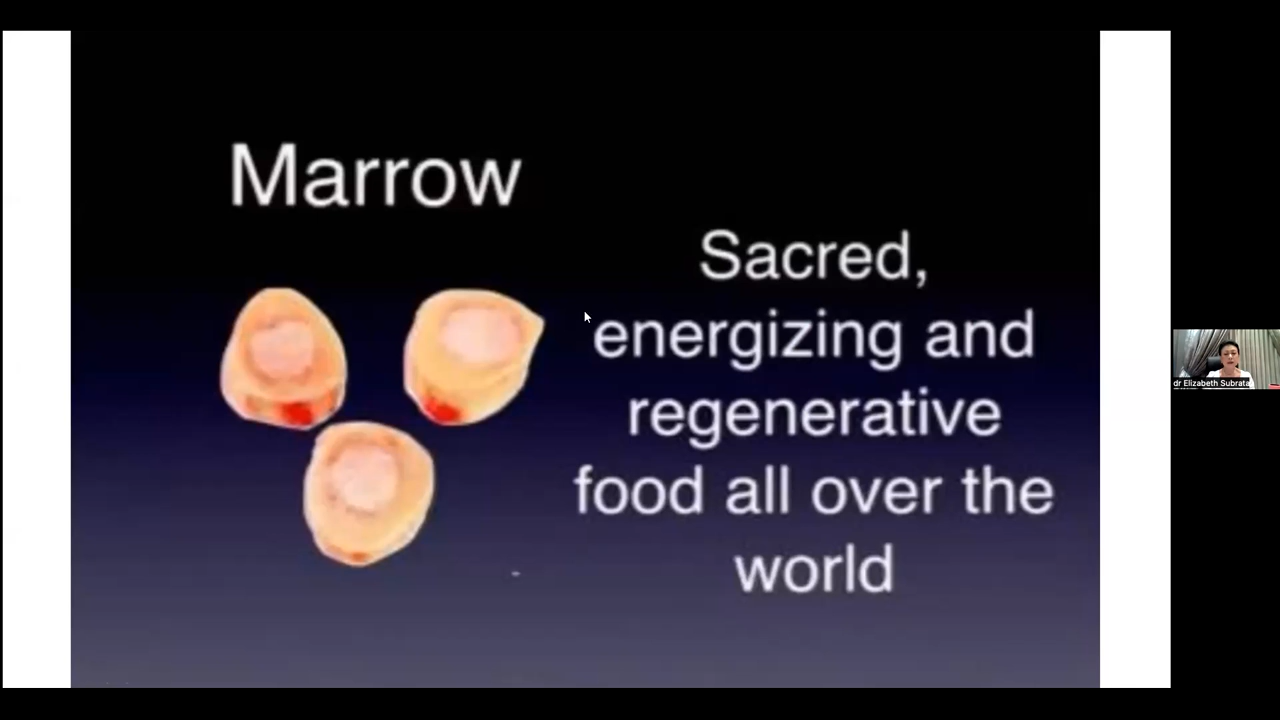 Marrow
Sacred,
energizing and
regenerative
food all over the
world
dr Elizabeth Subrata